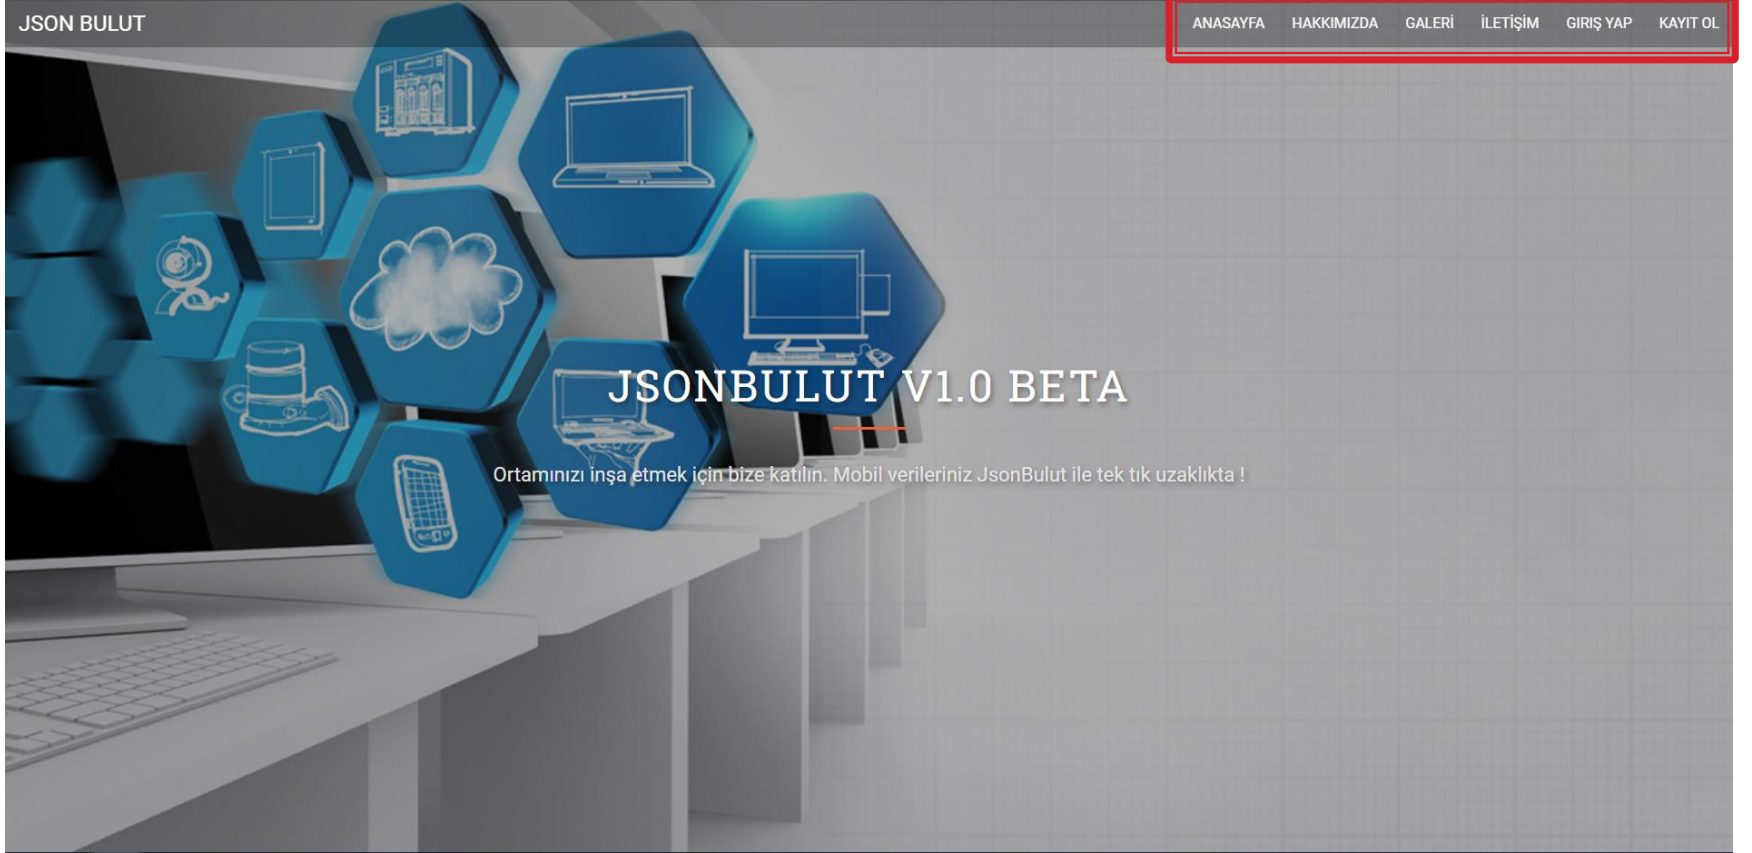 JSON BULUT
ANASAYFA HAKKIMIZDA GALERİ İLETİŞİM GIRIŞ YAP KAYIT OL
JSONBULUT V1.0 BETA
Ortamınızı inşa etmek için bize katılın. Mobil verileriniz JsonBulut ile tek tık uzaklıkta !